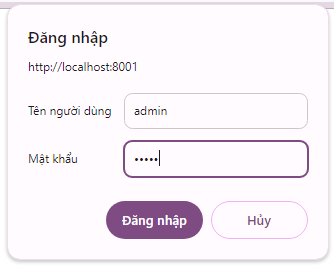 Đăng nhập
http://localhost:8001
Tên người dùng admin
Mật khẩu •••••
Đăng nhập Hủy